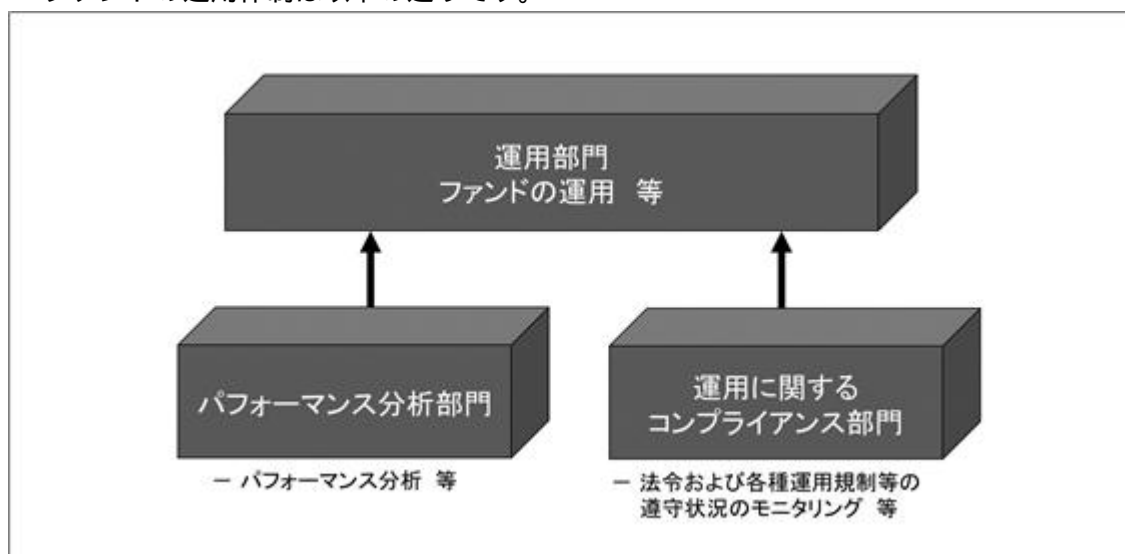 運用部門
ファンドの運用 等
パフォーマンス分析部門
運用に関する
コンプライアンス部門
－ パフォーマンス分析 等
－ 法令および各種運用規制等の
遵守状況のモニタリング 等